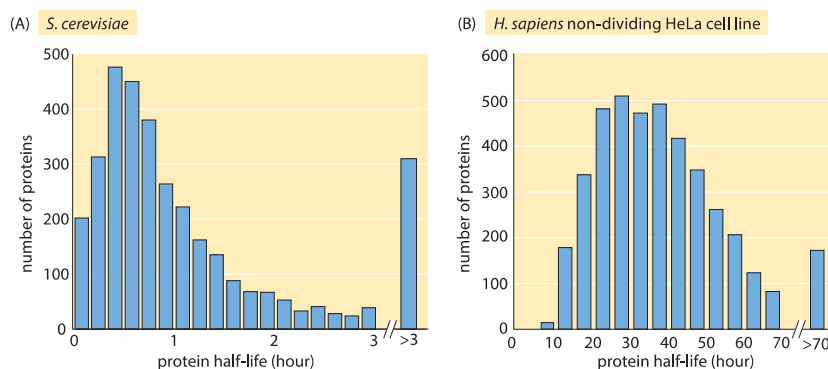 (A) S. cerevisiae
500
400
300
200
100
0
number of proteins
0 1 2 3 >3
protein half-life (hour)
(B) H. sapiens non-dividing HeLa cell line
600
500
400
300
200
100
0
number of proteins
0 10 20 30 40 50 60 70 >70
protein half-life (hour)